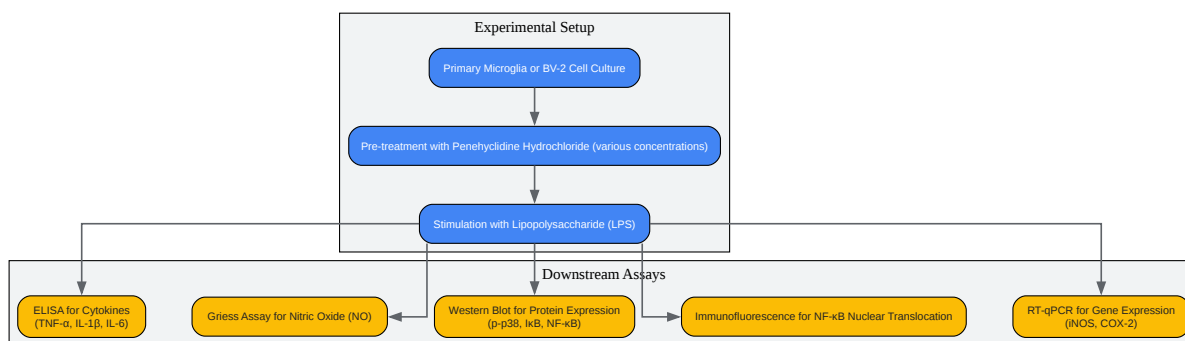 Experimental Setup
Primary Microglia or BV-2 Cell Culture
Pre-treatment with Penehyclidine Hydrochloride (various concentrations)
Stimulation with Lipopolysaccharide (LPS)
Downstream Assays
ELISA for Cytokines
(TNF-α, IL-1β, IL-6)
Griess Assay for Nitric Oxide (NO)
Western Blot for Protein Expression
(p-p38, IκB, NF-κB)
Immunofluorescence for NF-κB Nuclear Translocation
RT-qPCR for Gene Expression
(iNOS, COX-2)